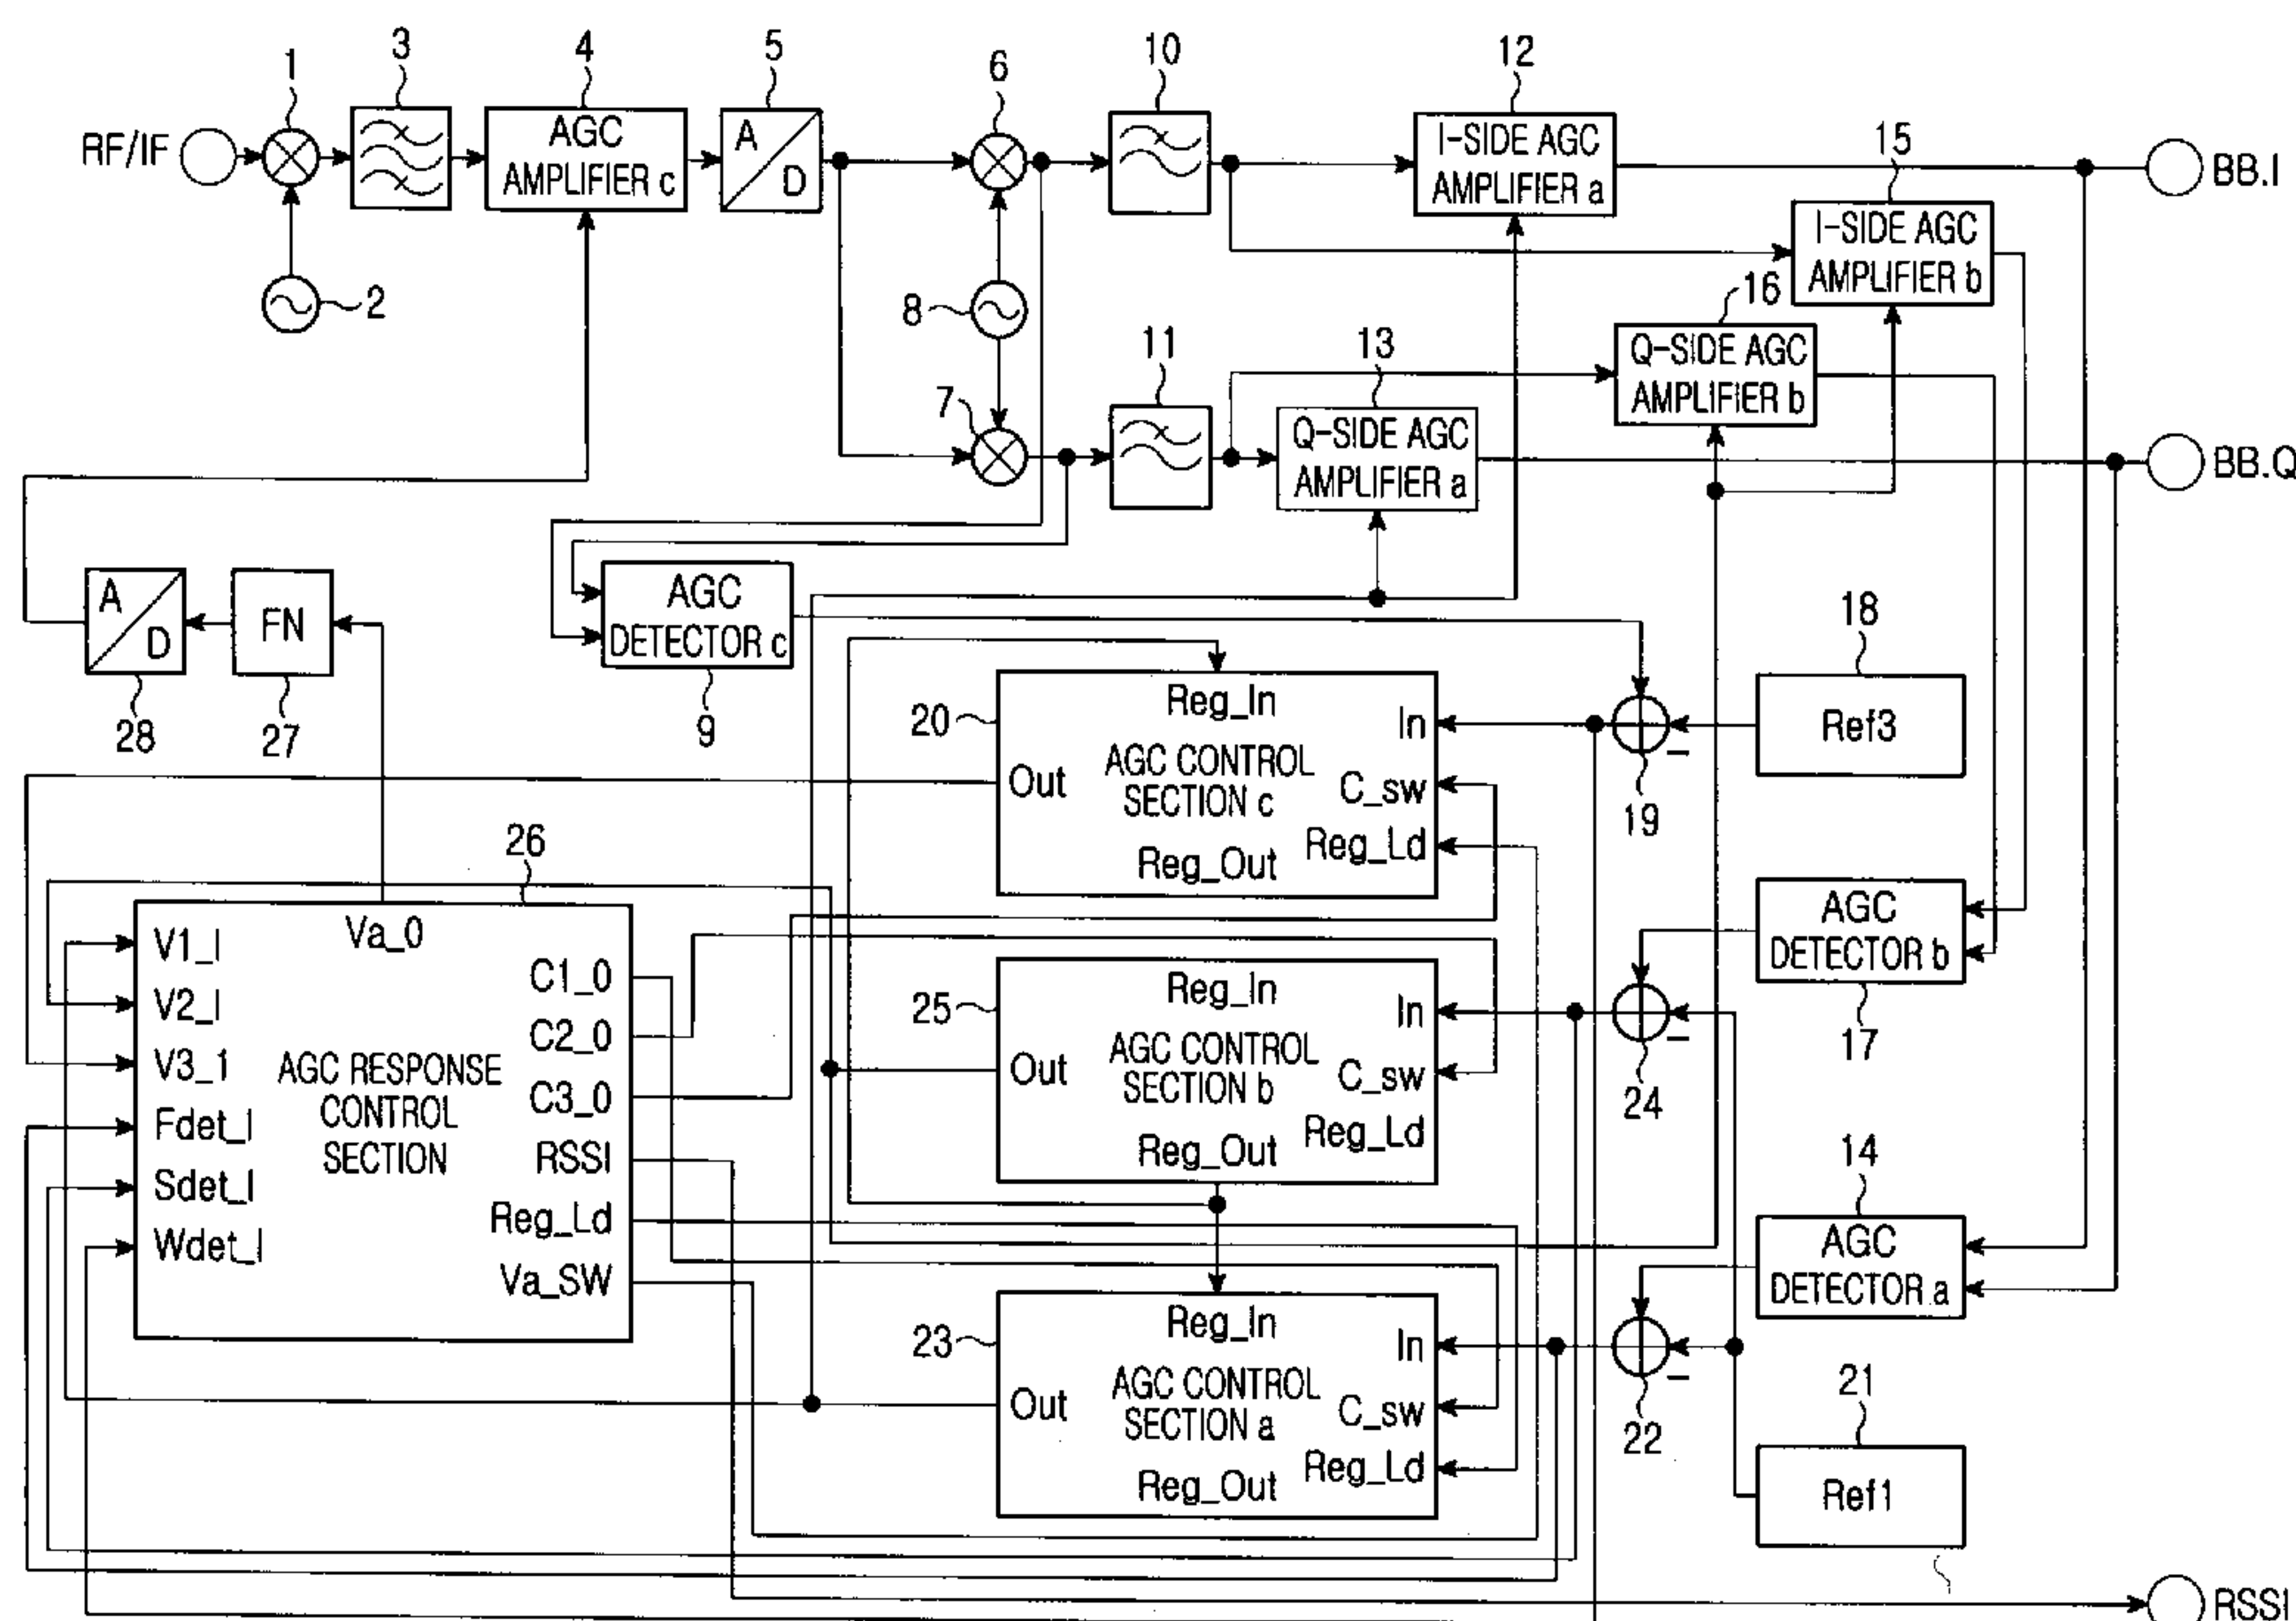 1
3
4
5
6
10
12
15
RF/IF
AGC
AMPLIFIER c
A
D
I-SIDE AGC
AMPLIFIER a
BB.I
I-SIDE AGC
AMPLIFIER b
2
8
16
7
11
13
Q-SIDE AGC
AMPLIFIER b
Q-SIDE AGC
AMPLIFIER a
BB.Q
A
D
FN
AGC
DETECTOR c
28
27
9
18
Ref3
20
Reg_In
In
AGC CONTROL
SECTION c
Out
C_sw
Reg_Ld
Reg_Out
19
26
Va_0
V1_I
V2_I
V3_1
Fdet_I
Sdet_I
Wdet_I
AGC RESPONSE
CONTROL
SECTION
C1_0
C2_0
C3_0
RSSI
Reg_Ld
Va_SW
25
Reg_In
In
AGC CONTROL
SECTION b
Out
C_sw
Reg_Ld
Reg_Out
24
AGC
DETECTOR b
17
14
AGC
DETECTOR a
23
Reg_In
In
AGC CONTROL
SECTION a
Out
C_sw
Reg_Ld
Reg_Out
22
21
Ref1
RSSI